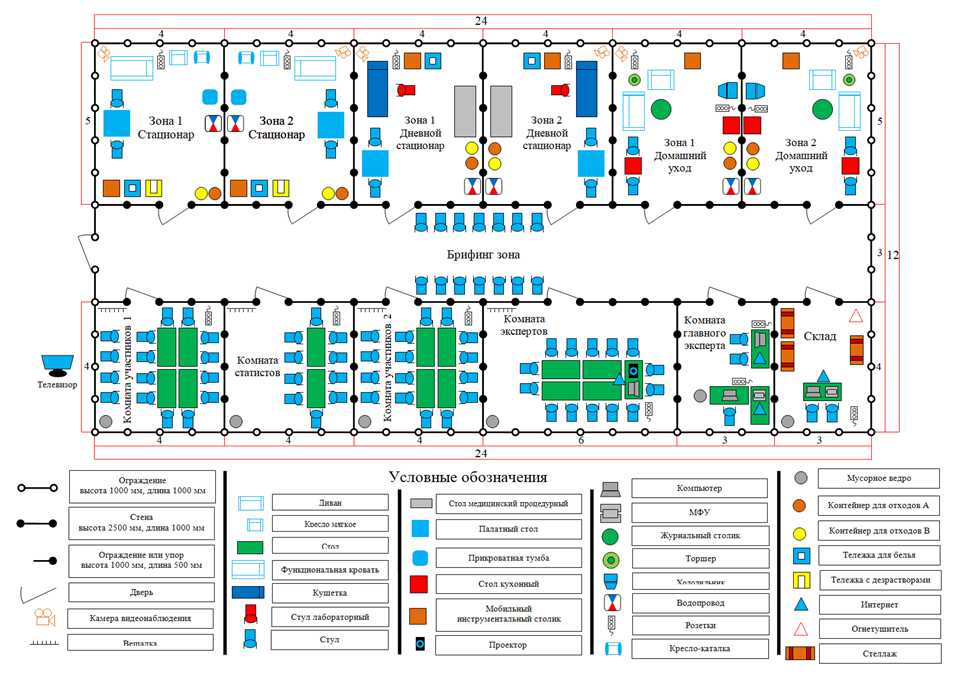 24
4 4 4 4 4 4
Зона 1
Стационар
Зона 2
Стационар
Зона 1
Дневной
стационар
Зона 2
Дневной
стационар
Зона 1
Домашний
уход
Зона 2
Домашний
уход
5
5
Брифинг зона
3
12
Комната участников 1
Комната
статистов
Комната участников 2
Комната
экспертов
Комната
главного
эксперта
Склад
Телевизор
4
4
4 4 4 6 3 3
24
Условные обозначения
Ограждение
высота 1000 мм, длина 1000 мм
Стена
высота 2500 мм, длина 1000 мм
Ограждение или упор
высота 1000 мм, длина 500 мм
Дверь
Камера видеонаблюдения
Вешалка
Диван
Кресло мягкое
Стол
Функциональная кровать
Кушетка
Стул лабораторный
Стул
Стол медицинский процедурный
Палатный стол
Прикроватная тумба
Стол кухонный
Мобильный
инструментальный столик
Проектор
Компьютер
МФУ
Журнальный столик
Торшер
Холодильник
Водопровод
Розетки
Кресло-каталка
Мусорное ведро
Контейнер для отходов А
Контейнер для отходов В
Тележка для белья
Тележка с дезрастворами
Интернет
Огнетушитель
Стеллаж